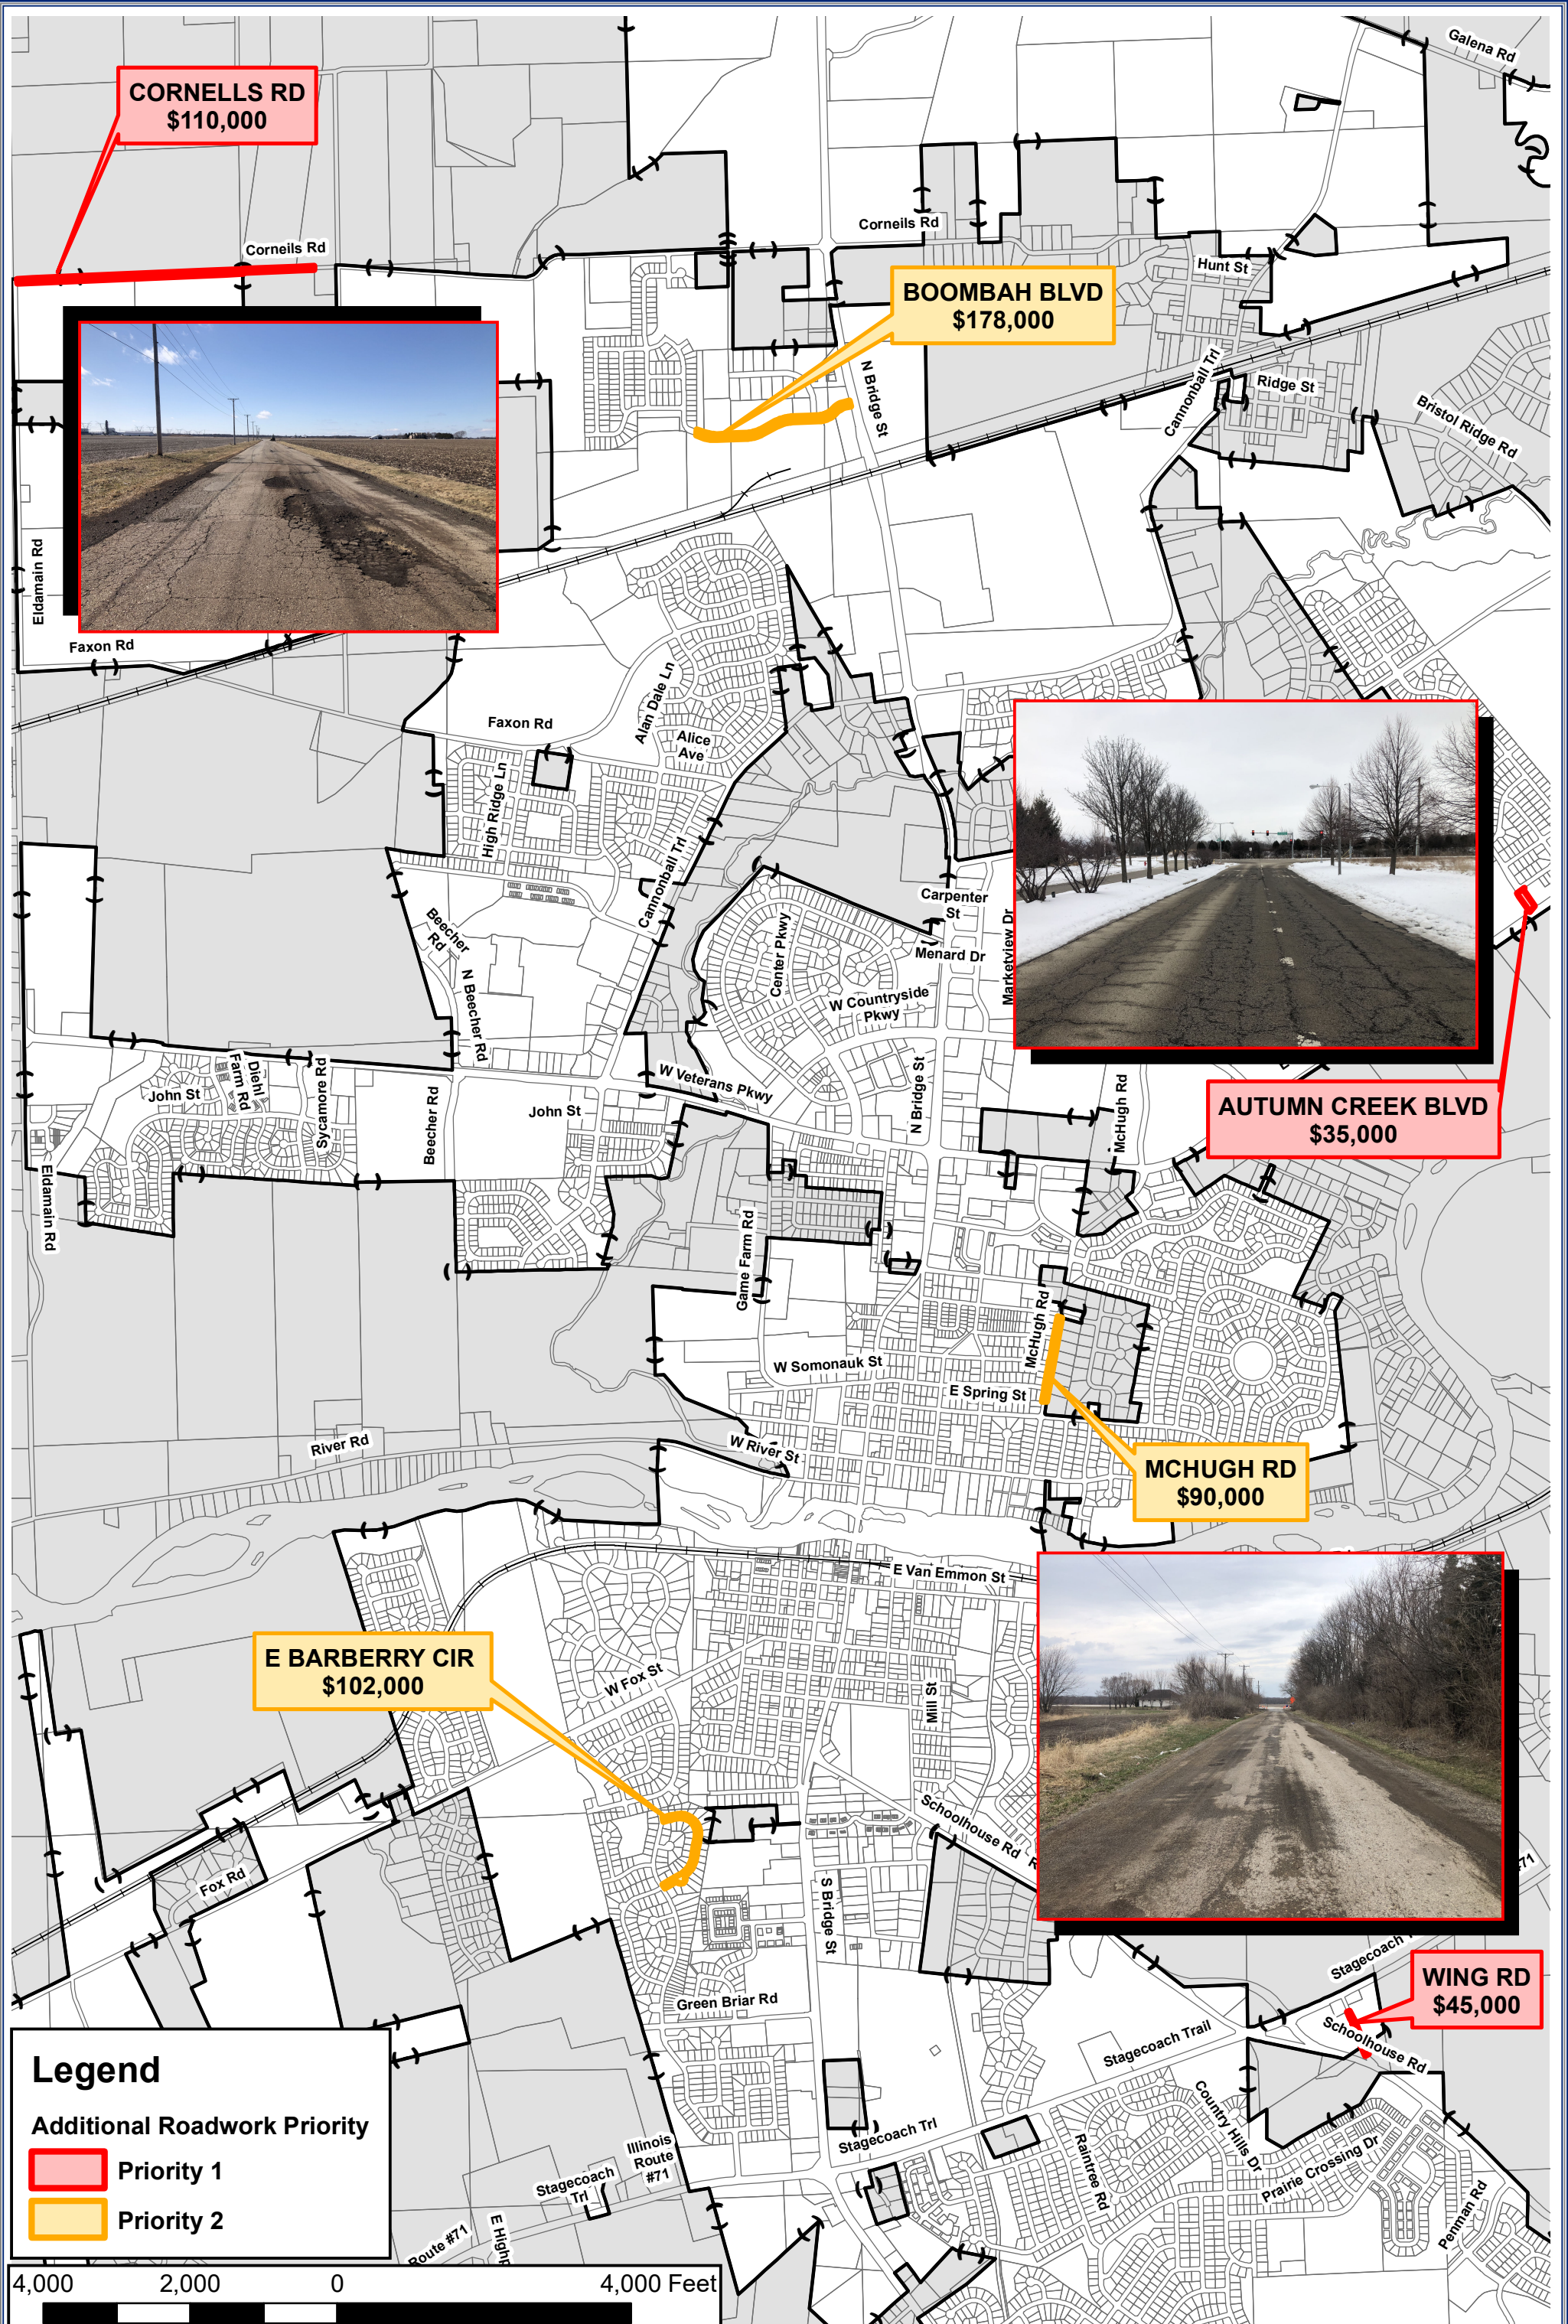 Galena Rd
CORNELLS RD
$110,000
Corneils Rd
Corneils Rd
Hunt St
BOOMBAH BLVD
$178,000
N Bridge St
Cannonball Trl
Ridge St
Bristol Ridge Rd
Eldamain Rd
Faxon Rd
Alan Dale Ln
Faxon Rd
Alice
Ave
High Ridge Ln
Cannonball Trl
Carpenter
St
Beecher
Rd
Center Pkwy
Menard Dr
Marketview Dr
N Beecher Rd
W Countryside
Pkwy
W Veterans Pkwy
N Bridge St
Diehl
Farm Rd
John St
Sycamore Rd
Beecher Rd
John St
McHugh Rd
AUTUMN CREEK BLVD
$35,000
Eldamain Rd
Game Farm Rd
McHugh Rd
W Somonauk St
E Spring St
River Rd
W River St
MCHUGH RD
$90,000
E Van Emmon St
E BARBERRY CIR
$102,000
W Fox St
Mill St
Schoolhouse Rd
#71
Fox Rd
S Bridge St
Stagecoach
WING RD
$45,000
Green Briar Rd
Schoolhouse Rd
Stagecoach Trail
Country Hills Dr
Stagecoach Trl
Raintree Rd
Prairie Crossing Dr
Penman Rd
Illinois
Route
#71
Stagecoach
Trl
Route #71
Legend
Additional Roadwork Priority
Priority 1
Priority 2
4,000 2,000 0 4,000 Feet